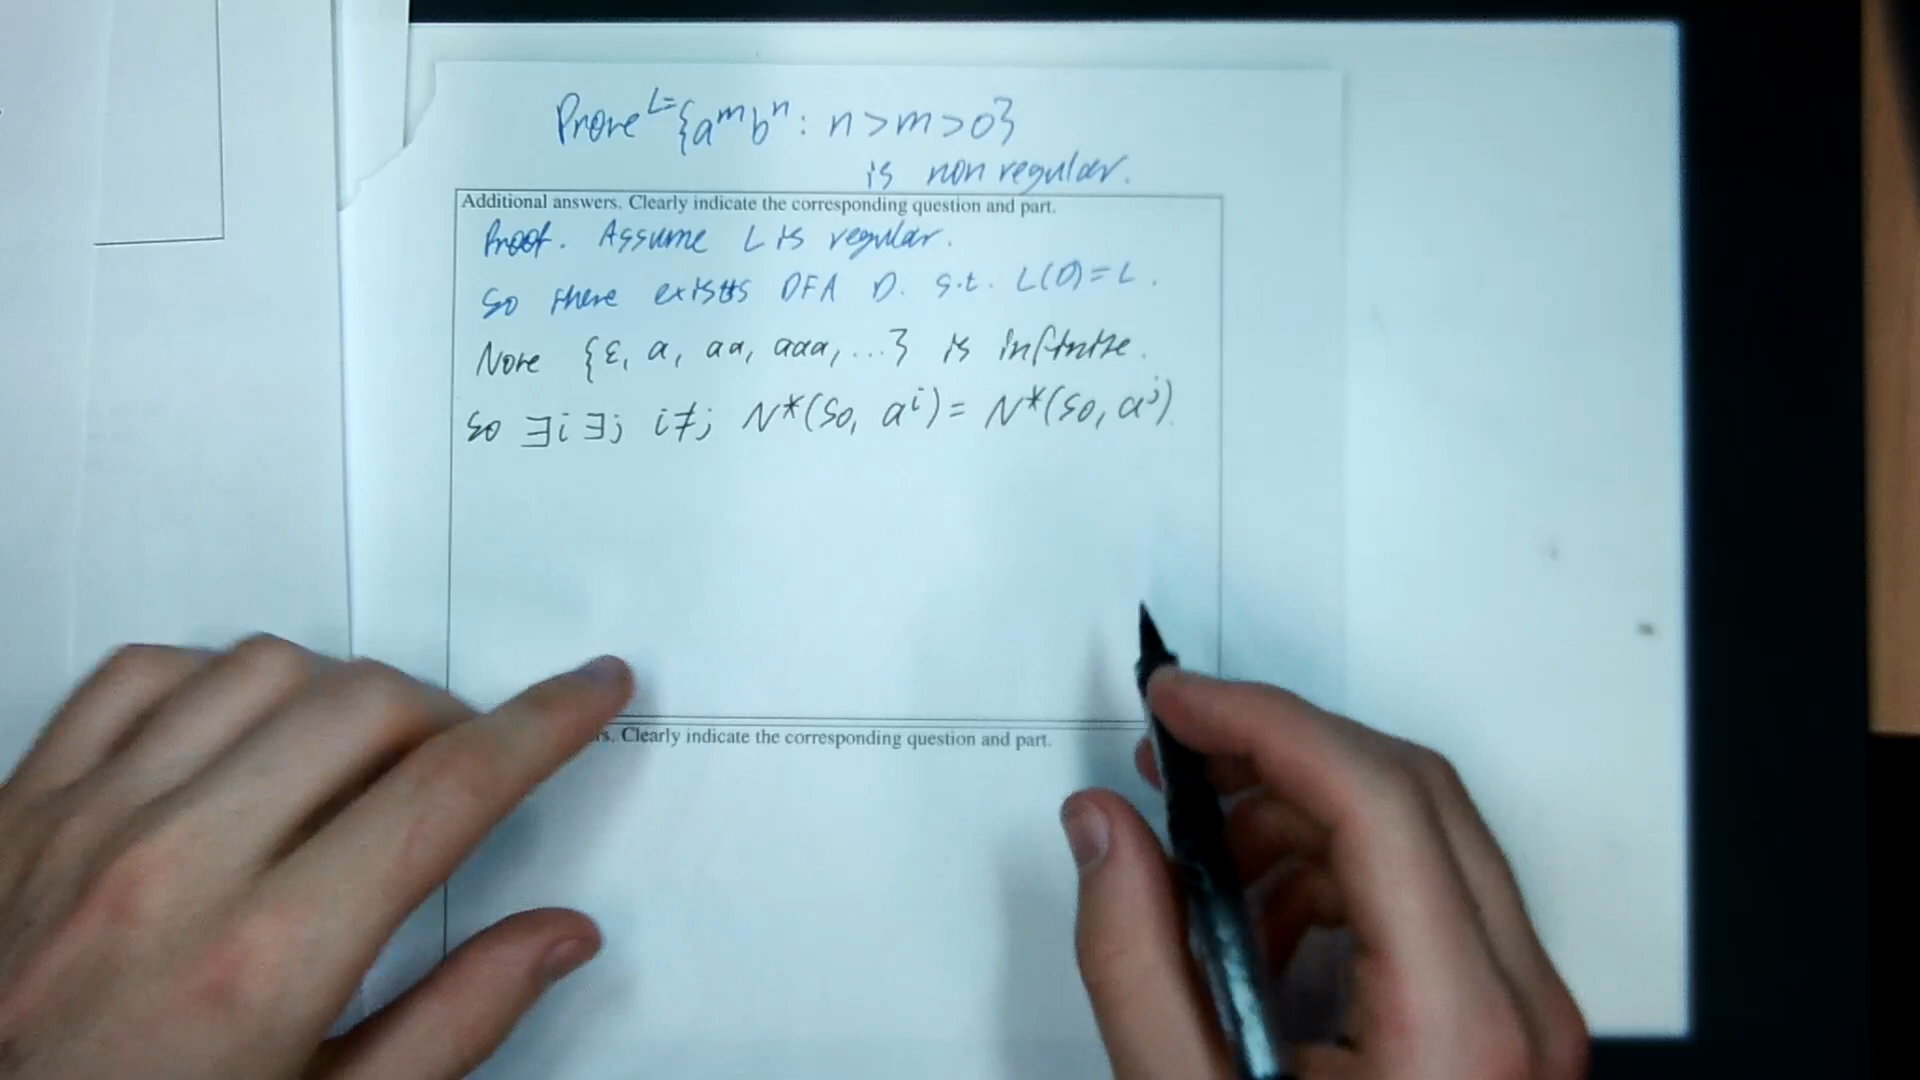 Prove L= {a^m b^n : n > m > 0}
is non regular.
Additional answers. Clearly indicate the corresponding question and part.
Proof. Assume L is regular.
So there exists DFA D. s.t. L(D) = L.
Note {ε, a, aa, aaa, ...} is infinite.
So ∃i ∃j i≠j N*(S0, a^i) = N*(S0, a^j)
rs. Clearly indicate the corresponding question and part.